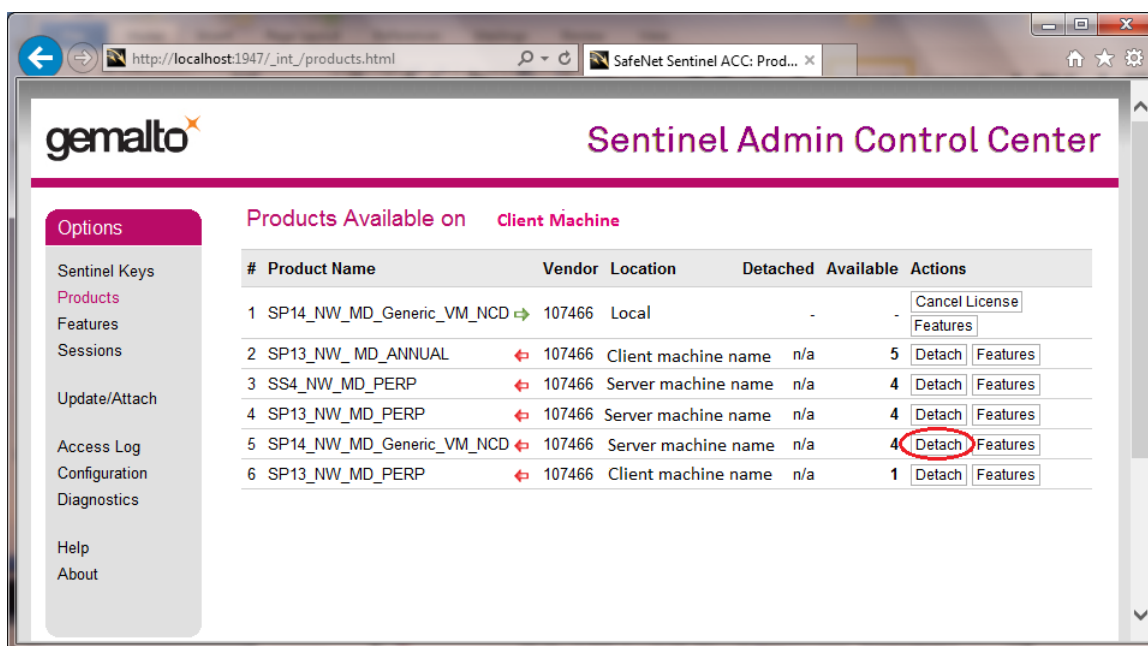 http://localhost:1947/_int_/products.html SafeNet Sentinel ACC: Prod...
gemalto
Sentinel Admin Control Center
Options
Sentinel Keys
Products
Features
Sessions
Update/Attach
Access Log
Configuration
Diagnostics
Help
About
Products Available on Client Machine
# Product Name Vendor Location Detached Available Actions
1 SP14_NW_MD_Generic_VM_NCD 107466 Local - - Cancel License
Features
2 SP13_NW_ MD_ANNUAL 107466 Client machine name n/a 5 Detach Features
3 SS4_NW_MD_PERP 107466 Server machine name n/a 4 Detach Features
4 SP13_NW_MD_PERP 107466 Server machine name n/a 4 Detach Features
5 SP14_NW_MD_Generic_VM_NCD 107466 Server machine name n/a 4 Detach Features
6 SP13_NW_MD_PERP 107466 Client machine name n/a 1 Detach Features